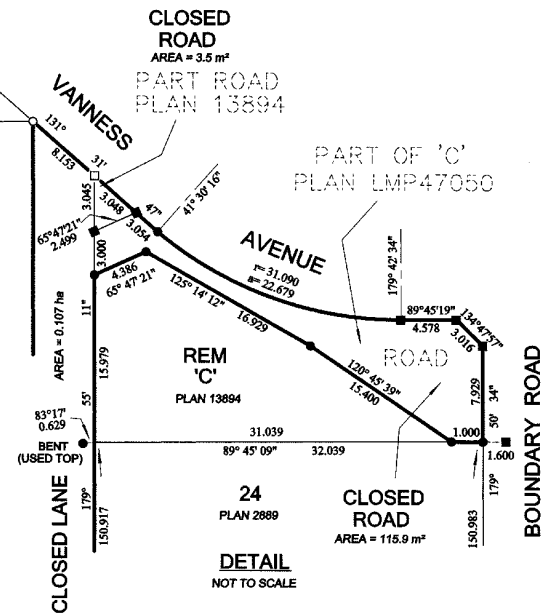 CLOSED
ROAD
AREA = 3.5 m²
PART ROAD
PLAN 13894
VANNESS
131°
31'
47"
8.153
3.045
3.048
3.054
65°47'21"
2.499
41° 30' 16"
PART OF 'C'
PLAN LMP47050
AVENUE
r= 31.090
a= 22.679
179° 42' 34"
89°45'19"
4.578
134°47'57"
3.016
3.000
4.386
65° 47' 21"
125° 14' 12"
16.929
ROAD
120° 45'39"
15.400
7.929
AREA = 0.107 ha
11"
15.979
55'
179°
REM
'C'
PLAN 13894
83°17'
0.629
BENT
(USED TOP)
31.039
89° 45' 09"
32.039
1.000
1.600
34"
50'
179°
BOUNDARY ROAD
24
PLAN 2889
CLOSED
ROAD
AREA = 115.9 m²
CLOSED LANE
150.917
150.983
DETAIL
NOT TO SCALE